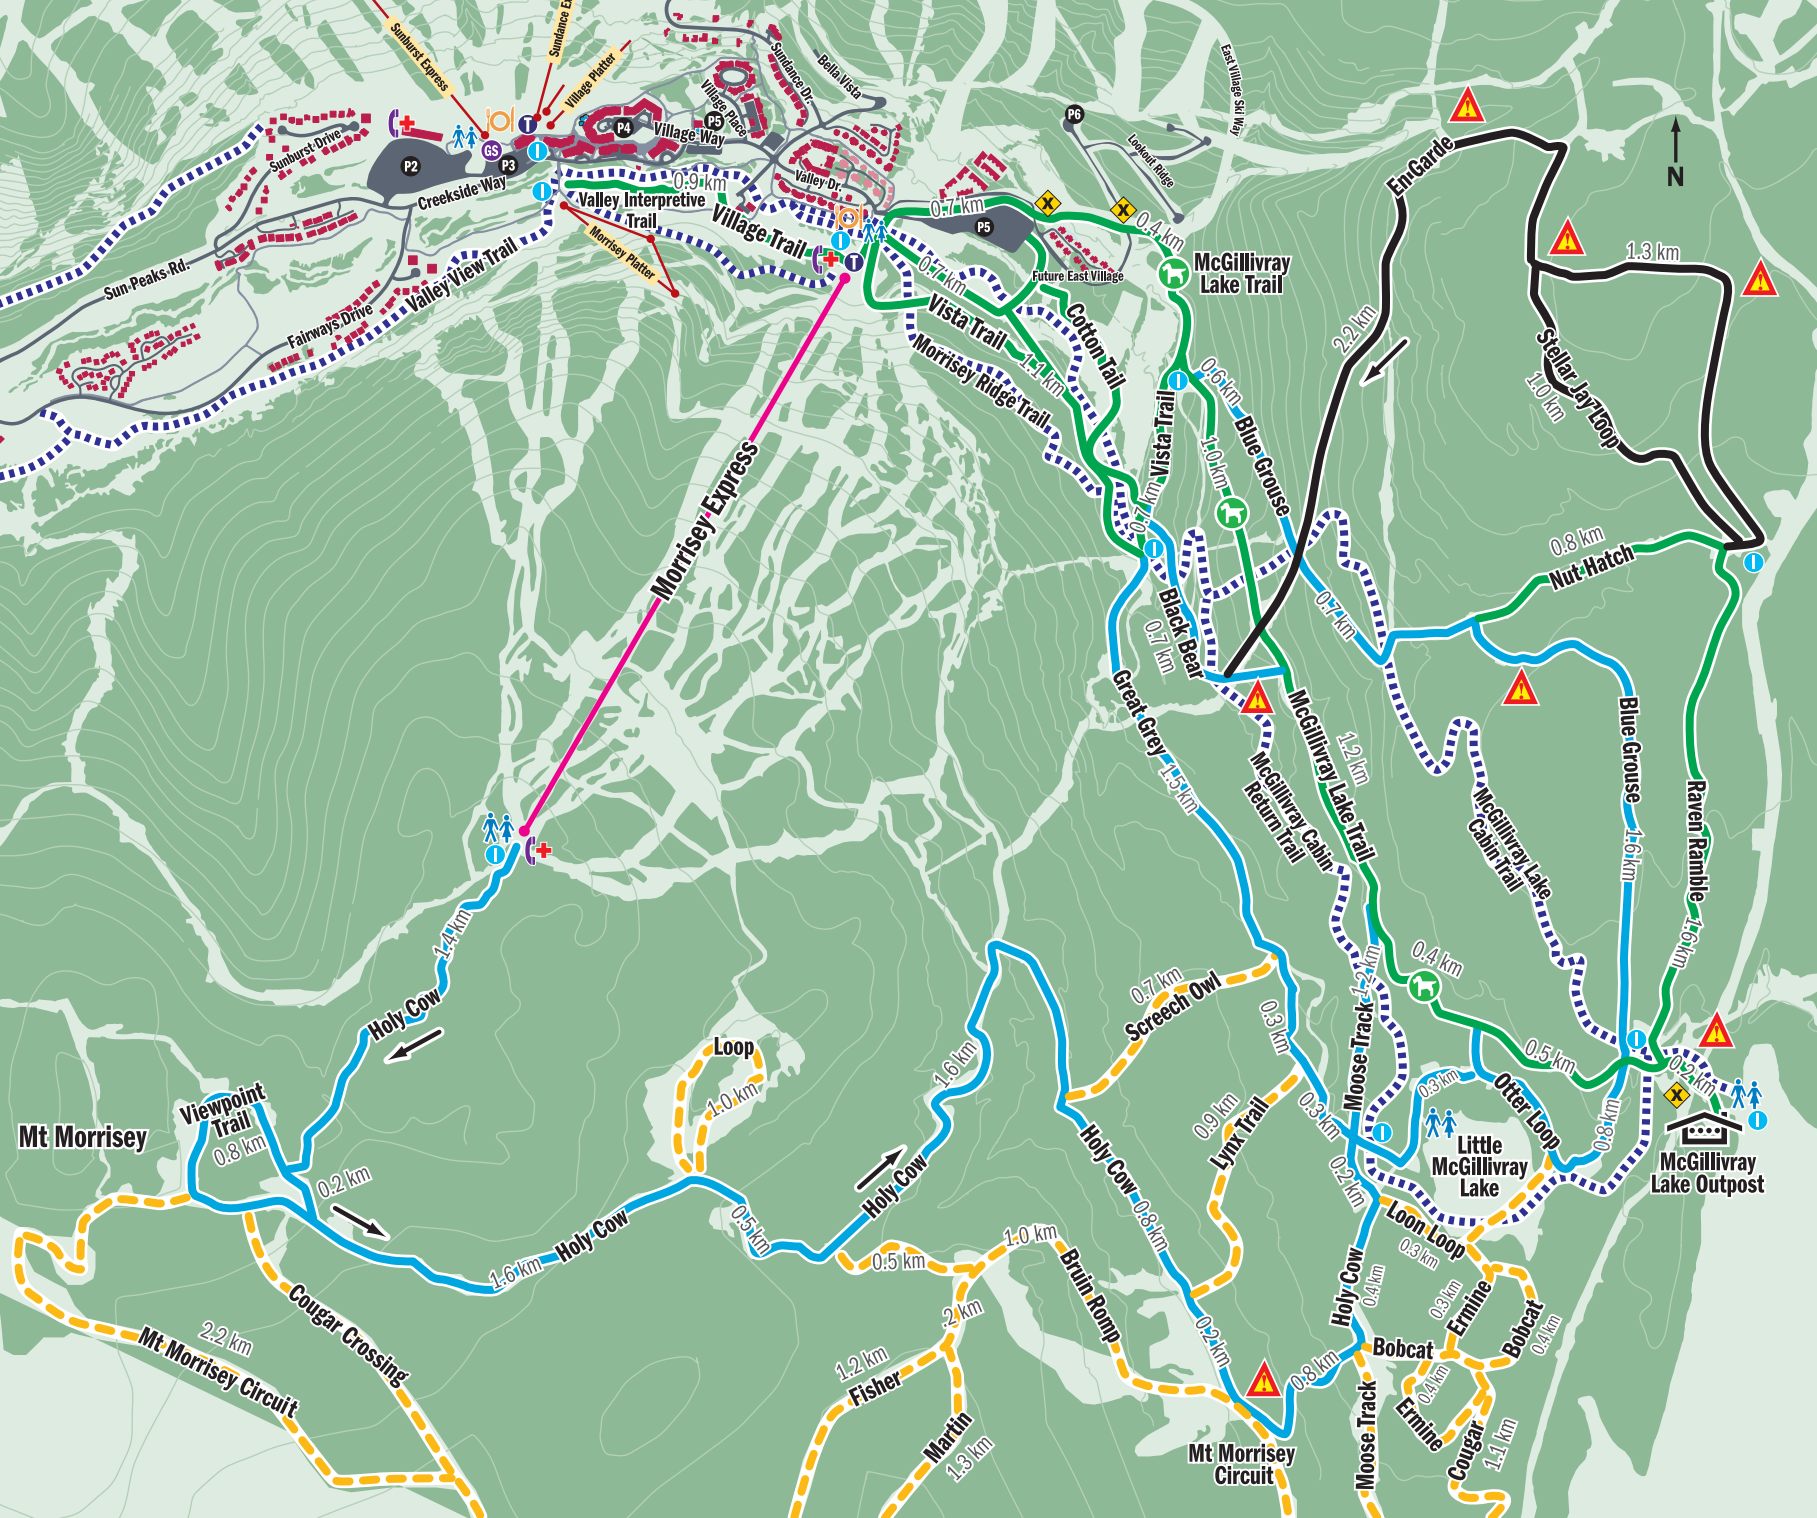 Sunburst Express
Sundance Ex
Village Platter
Sundance Dr.
Bella Vista
East Village Ski Way
Sunburst Drive
P2
GS
P3
T
I
P4
P5
Village Place
Village Way
P6
Lookout Ridge
N
En Garde
Creekside Way
0.9 km
Valley Interpretive
Trail
I
Valley Dr.
Village Trail
0.7 km
P5
X
X
0.4 km
Sun Peaks Rd.
Valley View Trail
Morrisey Platter
I
T
Future East Village
McGillivray
Lake Trail
1.3 km
Fairways Drive
0.7 km
Vista Trail
Cotton Trail
1.1 km
Morrisey Ridge Trail
2.2 km
Stellar Jay Loop
1.0 km
I
0.6 km
Blue Grouse
Vista Trail
1.0 km
0.7 km
Morrisey Express
I
0.8 km
Nut Hatch
I
Black Bear
0.7 km
0.7 km
Great Grey
1.5 km
McGillivray Lake Trail
1.2 km
McGillivray Cabin
Return Trail
McGillivray Lake
Cabin Trail
Blue Grouse
1.6 km
Raven Ramble
1.6 km
I
1.4 km
Holy Cow
Loop
1.0 km
1.6 km
0.7 km
Screech Owl
0.3 km
Moose Track
1.2 km
0.4 km
0.5 km
I
0.2 km
X
I
McGillivray
Lake Outpost
Viewpoint
Trail
0.8 km
Mt Morrisey
0.2 km
Holy Cow
0.3 km
0.9 km
Lynx Trail
0.3 km
I
Otter Loop
0.8 km
Little
McGillivray
Lake
Holy Cow
0.8 km
0.2 km
Loon Loop
0.3 km
0.5 km
Holy Cow
1.6 km
0.5 km
1.0 km
Bruin Romp
.2 km
Cougar Crossing
2.2 km
Mt Morrisey Circuit
1.2 km
Fisher
Martin
1.3 km
0.2 km
0.8 km
Holy Cow
0.4 km
Bobcat
0.3 km
Ermine
Bobcat
0.4 km
0.4 km
Ermine
Cougar
1.1 km
Moose Track
Mt Morrisey
Circuit